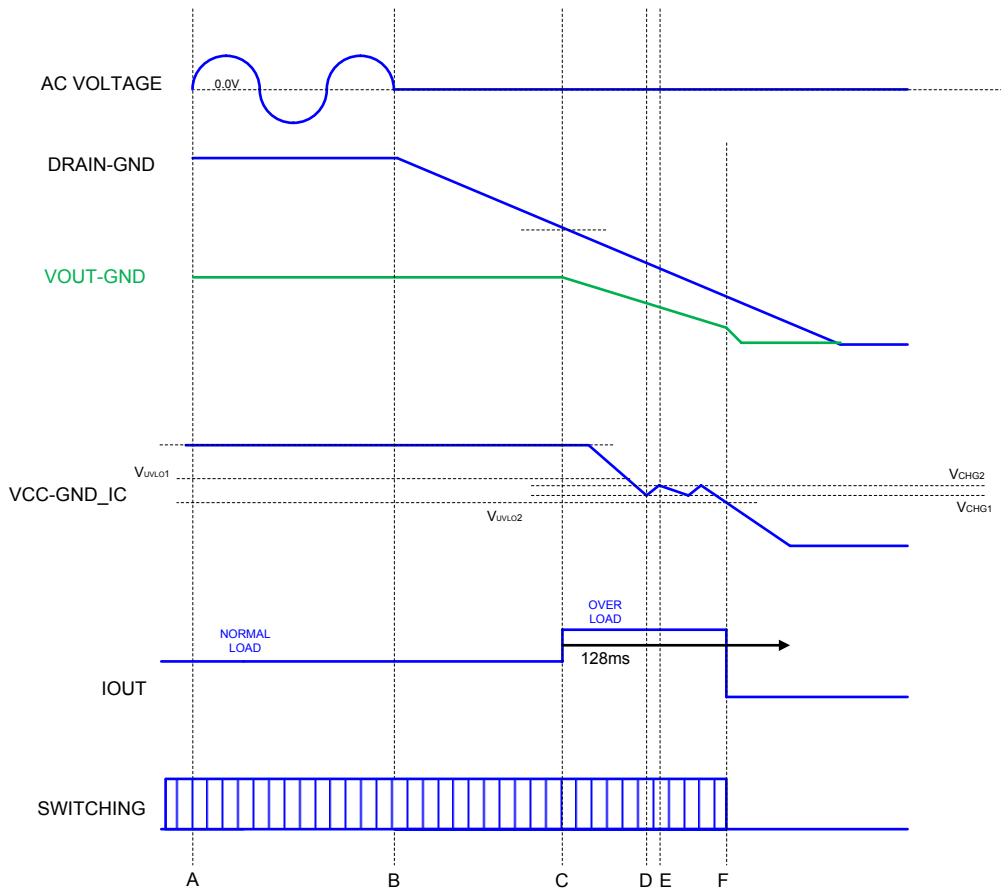 AC VOLTAGE
0.0V
DRAIN-GND
VOUT-GND
VUVLO1
VCHG2
VCC-GND_IC
VCHG1
VUVLO2
OVER
LOAD
NORMAL
LOAD
128ms
IOUT
SWITCHING
A B C D E F